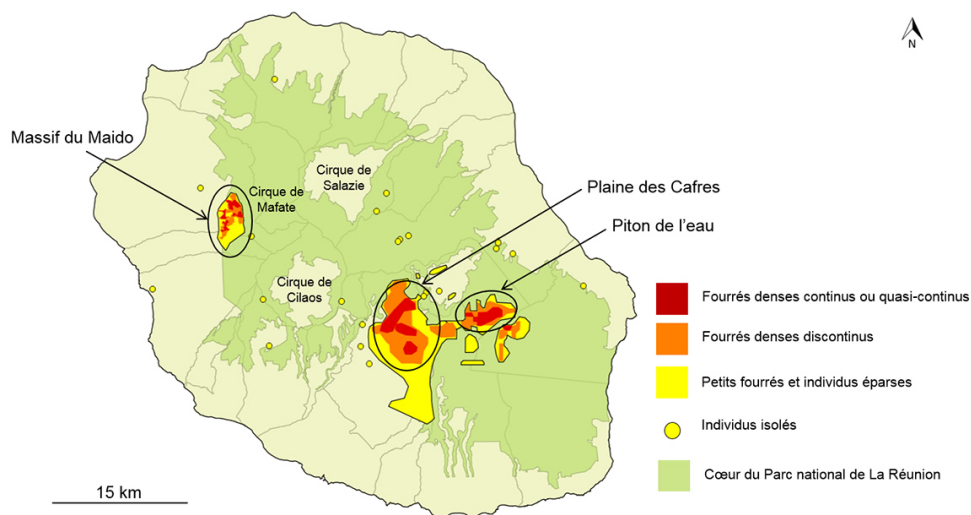 N
Massif du Maido
Cirque de
Salazie
Cirque de
Mafate
Plaine des Cafres
Piton de l'eau
Cirque de
Cilaos
Fourrés denses continus ou quasi-continus
Fourrés denses discontinus
Petits fourrés et individus éparses
Individus isolés
Cœur du Parc national de La Réunion
15 km